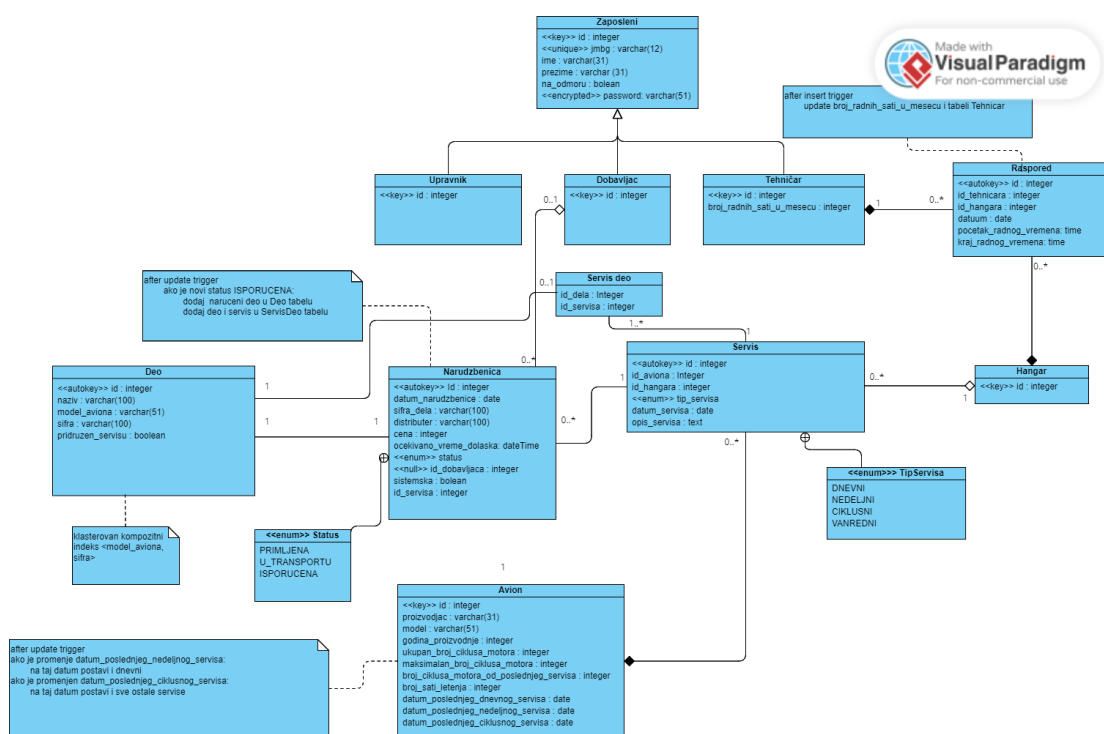 Zaposleni
<<key>> id : integer
<<unique>> jmbg : varchar(12)
ime : varchar(31)
prezime : varchar (31)
na_odmoru : bolean
<<encrypted>> password: varchar(51)
Made with
VisualParadigm
For non-commercial use
after insert trigger
update broj_radnih_sati_u_mesecu i tabeli Tehnicar
Upravnik
<<key>> id : integer
Dobavljac
<<key>> id : integer
Tehničar
<<key>> id : integer
broj_radnih_sati_u_mesecu : integer
Raspored
<<autokey>> id : integer
id_tehnicara : integer
id_hangara : integer
datuum : date
pocetak_radnog_vremena: time
kraj_radnog_vremena: time
0..1
1
0..*
0..*
after update trigger
ako je novi status ISPORUCENA:
dodaj naruceni deo u Deo tabelu
dodaj deo i servis u ServisDeo tabelu
Servis deo
id_dela : Integer
id_servisa : integer
0..1
1..*
1
0..*
Deo
<<autokey>> id : integer
naziv : varchar(100)
model_aviona : varchar(51)
sifra : varchar(100)
pridruzen_servisu : boolean
1
1
1
Narudzbenica
<<autokey>> Id : integer
datum_narudzbenice : date
sifra_dela : varchar(100)
distributer : varchar(100)
cena : integer
ocekivano_vreme_dolaska: dateTime
<<enum>> status
<<null>> id_dobavljaca : integer
sistemska : bolean
id_servisa : integer
1
0..*
Servis
<<autokey>> id : integer
id_aviona : Integer
id_hangara : integer
<<enum>> tip_servisa
datum_servisa : date
opis_servisa : text
0..*
1
0..*
Hangar
<<key>> id : integer
<<enum>>> TipServisa
DNEVNI
NEDELJNI
CIKLUSNI
VANREDNI
klasterovan kompozitni
indeks <model_aviona,
sifra>
<<enum>> Status
PRIMLJENA
U_TRANSPORTU
ISPORUCENA
1
Avion
<<key>> id : integer
proizvodjac : varchar(31)
model : varchar(51)
godina_proizvodnje : integer
ukupan_broj_ciklusa_motora : integer
maksimalan_broj_ciklusa_motora : integer
broj_ciklusa_motora_od_poslednjeg_servisa : integer
broj_sati_letenja : integer
datum_poslednjeg_dnevnog_servisa : date
datum_poslednjeg_nedeljnog_servisa : date
datum_poslednjeg_ciklusnog_servisa : date
after update trigger
ako je promenje datum_poslednjeg_nedeljnog_servisa:
na taj datum postavi i dnevni
ako je promenjen datum_poslednjeg_ciklusnog_servisa:
na taj datum postavi i sve ostale servise